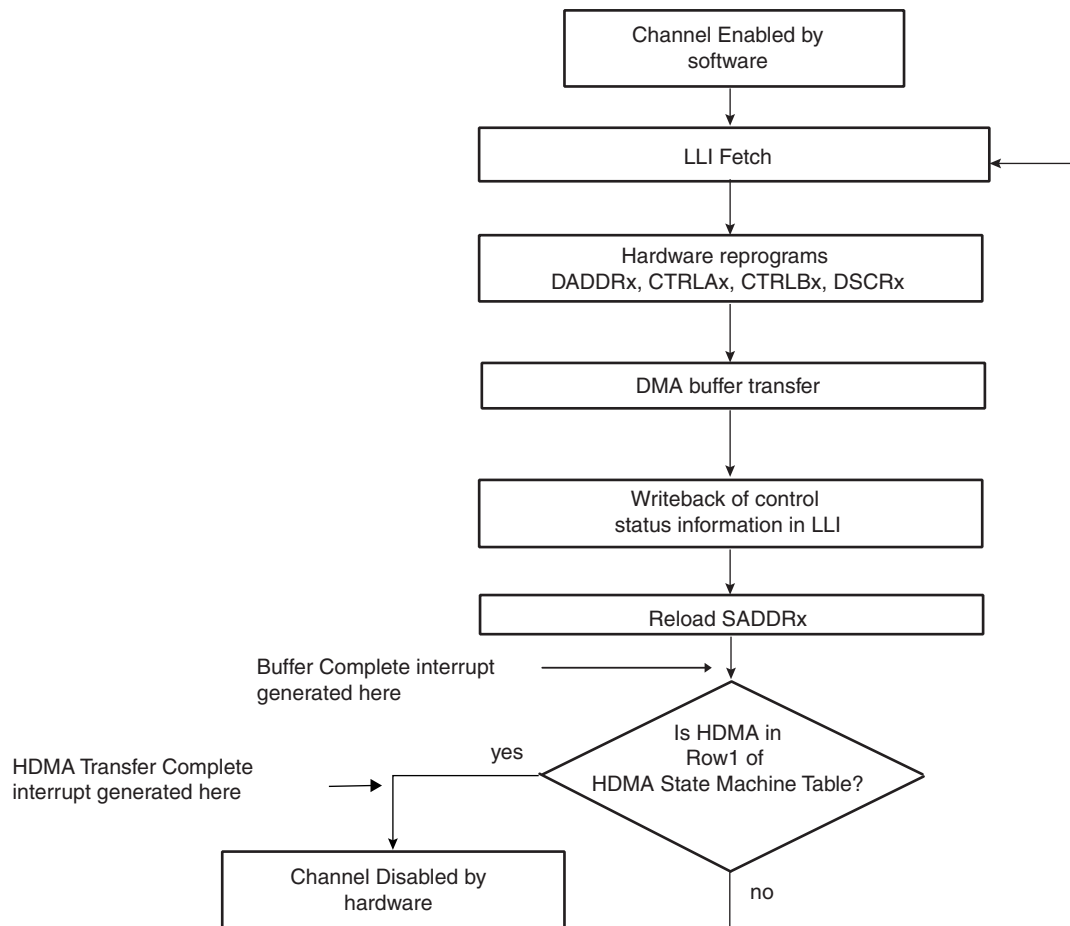 Channel Enabled by
software
LLI Fetch
Hardware reprograms
DADDRx, CTRLAx, CTRLBx, DSCRx
DMA buffer transfer
Writeback of control
status information in LLI
Reload SADDRx
Buffer Complete interrupt
generated here
Is HDMA in
Row1 of
HDMA State Machine Table?
yes
HDMA Transfer Complete
interrupt generated here
Channel Disabled by
hardware
no